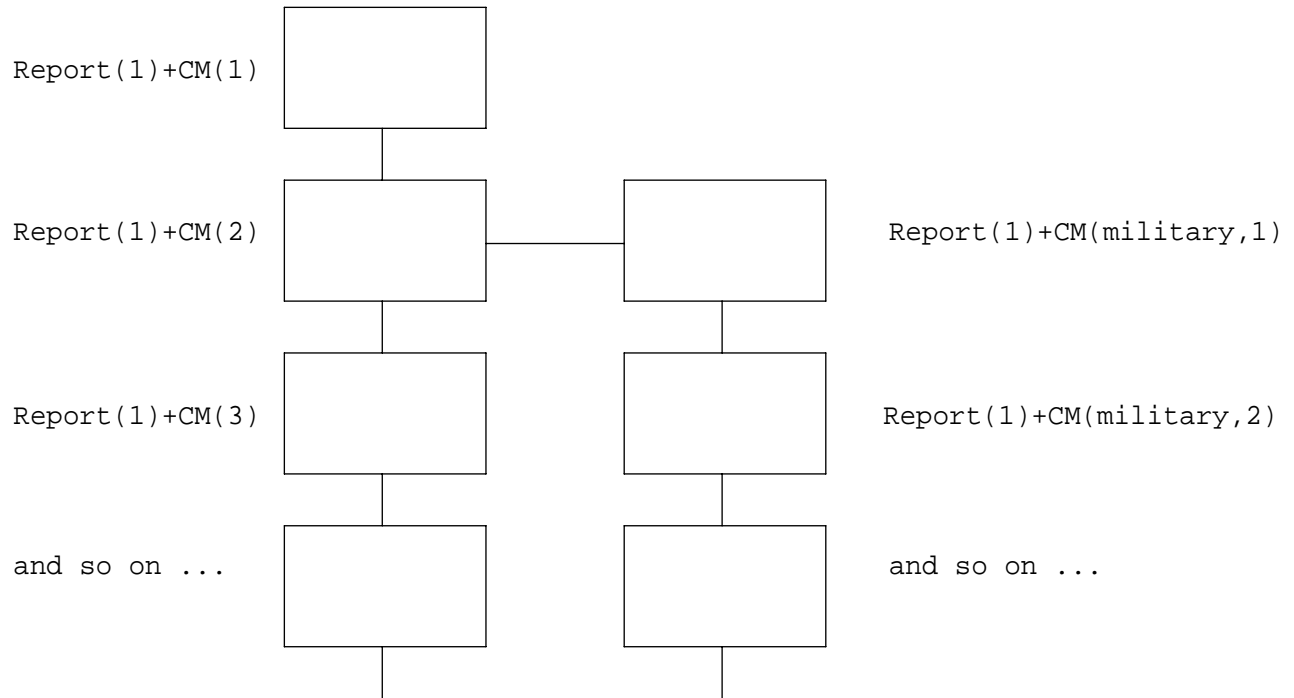 Report(1)+CM(1)
Report(1)+CM(2)
Report(1)+CM(military,1)
Report(1)+CM(3)
Report(1)+CM(military,2)
and so on ...
and so on ...